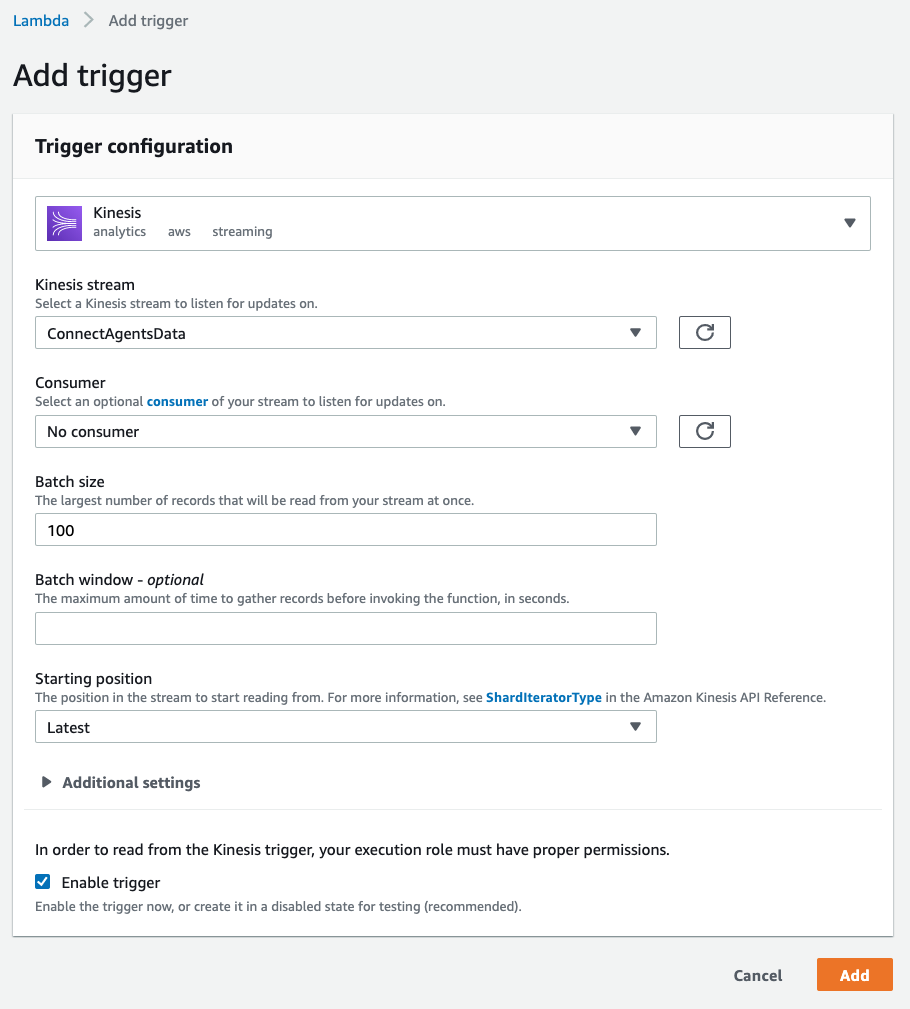 Lambda > Add trigger
Add trigger
Trigger configuration
Kinesis
analytics aws streaming
Kinesis stream
Select a Kinesis stream to listen for updates on.
ConnectAgentsData
Consumer
Select an optional consumer of your stream to listen for updates on.
No consumer
Batch size
The largest number of records that will be read from your stream at once.
100
Batch window - optional
The maximum amount of time to gather records before invoking the function, in seconds.
Starting position
The position in the stream to start reading from. For more information, see ShardIteratorType in the Amazon Kinesis API Reference.
Latest
Additional settings
In order to read from the Kinesis trigger, your execution role must have proper permissions.
Enable trigger
Enable the trigger now, or create it in a disabled state for testing (recommended).
Cancel Add